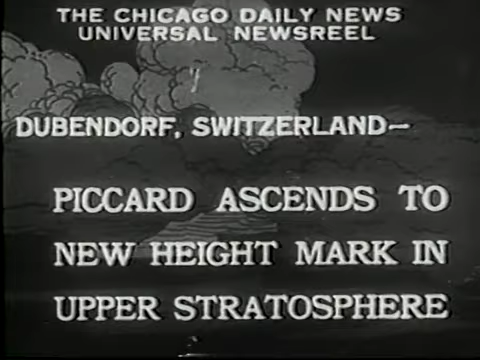 THE CHICAGO DAILY NEWS
UNIVERSAL NEWSREEL
DUBENDORF, SWITZERLAND—
PICCARD ASCENDS TO
NEW HEIGHT MARK IN
UPPER STRATOSPHERE